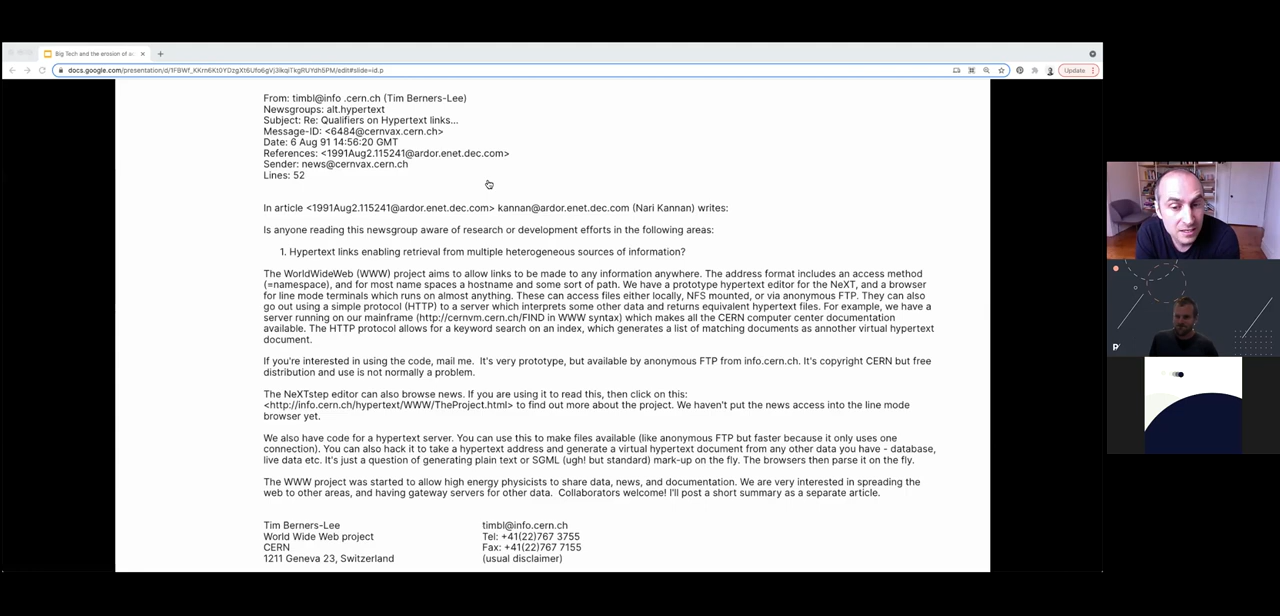 Big Tech and the erosion of
docs.google.com/presentation/d/
Update
From: timbl@info .cern.ch (Tim Berners-Lee)
Newsgroups: alt.hypertext
Subject: Re: Qualifiers on Hypertext links...
Message-ID: <6484@cernvax.cern.ch>
Date: 6 Aug 91 14:56:20 GMT
References: <1991Aug2.115241@ardor.enet.dec.com>
Sender: news@cernvax.cern.ch
Lines: 52
In article <1991Aug2.115241@ardor.enet.dec.com> kannan@ardor.enet.dec.com (Nari Kannan) writes:
Is anyone reading this newsgroup aware of research or development efforts in the following areas:
1. Hypertext links enabling retrieval from multiple heterogeneous sources of information?
The WorldWideWeb (WWW) project aims to allow links to be made to any information anywhere. The address format includes an access method
(=namespace), and for most name spaces a hostname and some sort of path. We have a prototype hypertext editor for the NeXT, and a browser
for line mode terminals which runs on almost anything. These can access files either locally, NFS mounted, or via anonymous FTP. They can also
go out using a simple protocol (HTTP) to a server which interprets some other data and returns equivalent hypertext files. For example, we have a
server running on our mainframe (http://cernvm.cern.ch/FIND in WWW syntax) which makes all the CERN computer center documentation
available. The HTTP protocol allows for a keyword search on an index, which generates a list of matching documents as annother virtual hypertext
document.
If you're interested in using the code, mail me.  It's very prototype, but available by anonymous FTP from info.cern.ch. It's copyright CERN but free
distribution and use is not normally a problem.
The NeXTstep editor can also browse news. If you are using it to read this, then click on this:
<http://info.cern.ch/hypertext/WWW/TheProject.html> to find out more about the project. We haven't put the news access into the line mode
browser yet.
We also have code for a hypertext server. You can use this to make files available (like anonymous FTP but faster because it only uses one
connection). You can also hack it to take a hypertext address and generate a virtual hypertext document from any other data you have - database,
live data etc. It's just a question of generating plain text or SGML (ugh! but standard) mark-up on the fly. The browsers then parse it on the fly.
The WWW project was started to allow high energy physicists to share data, news, and documentation. We are very interested in spreading the
web to other areas, and having gateway servers for other data.  Collaborators welcome! I'll post a short summary as a separate article.
Tim Berners-Lee timbl@info.cern.ch
World Wide Web project Tel: +41(22)767 3755
CERN Fax: +41(22)767 7155
1211 Geneva 23, Switzerland (usual disclaimer)